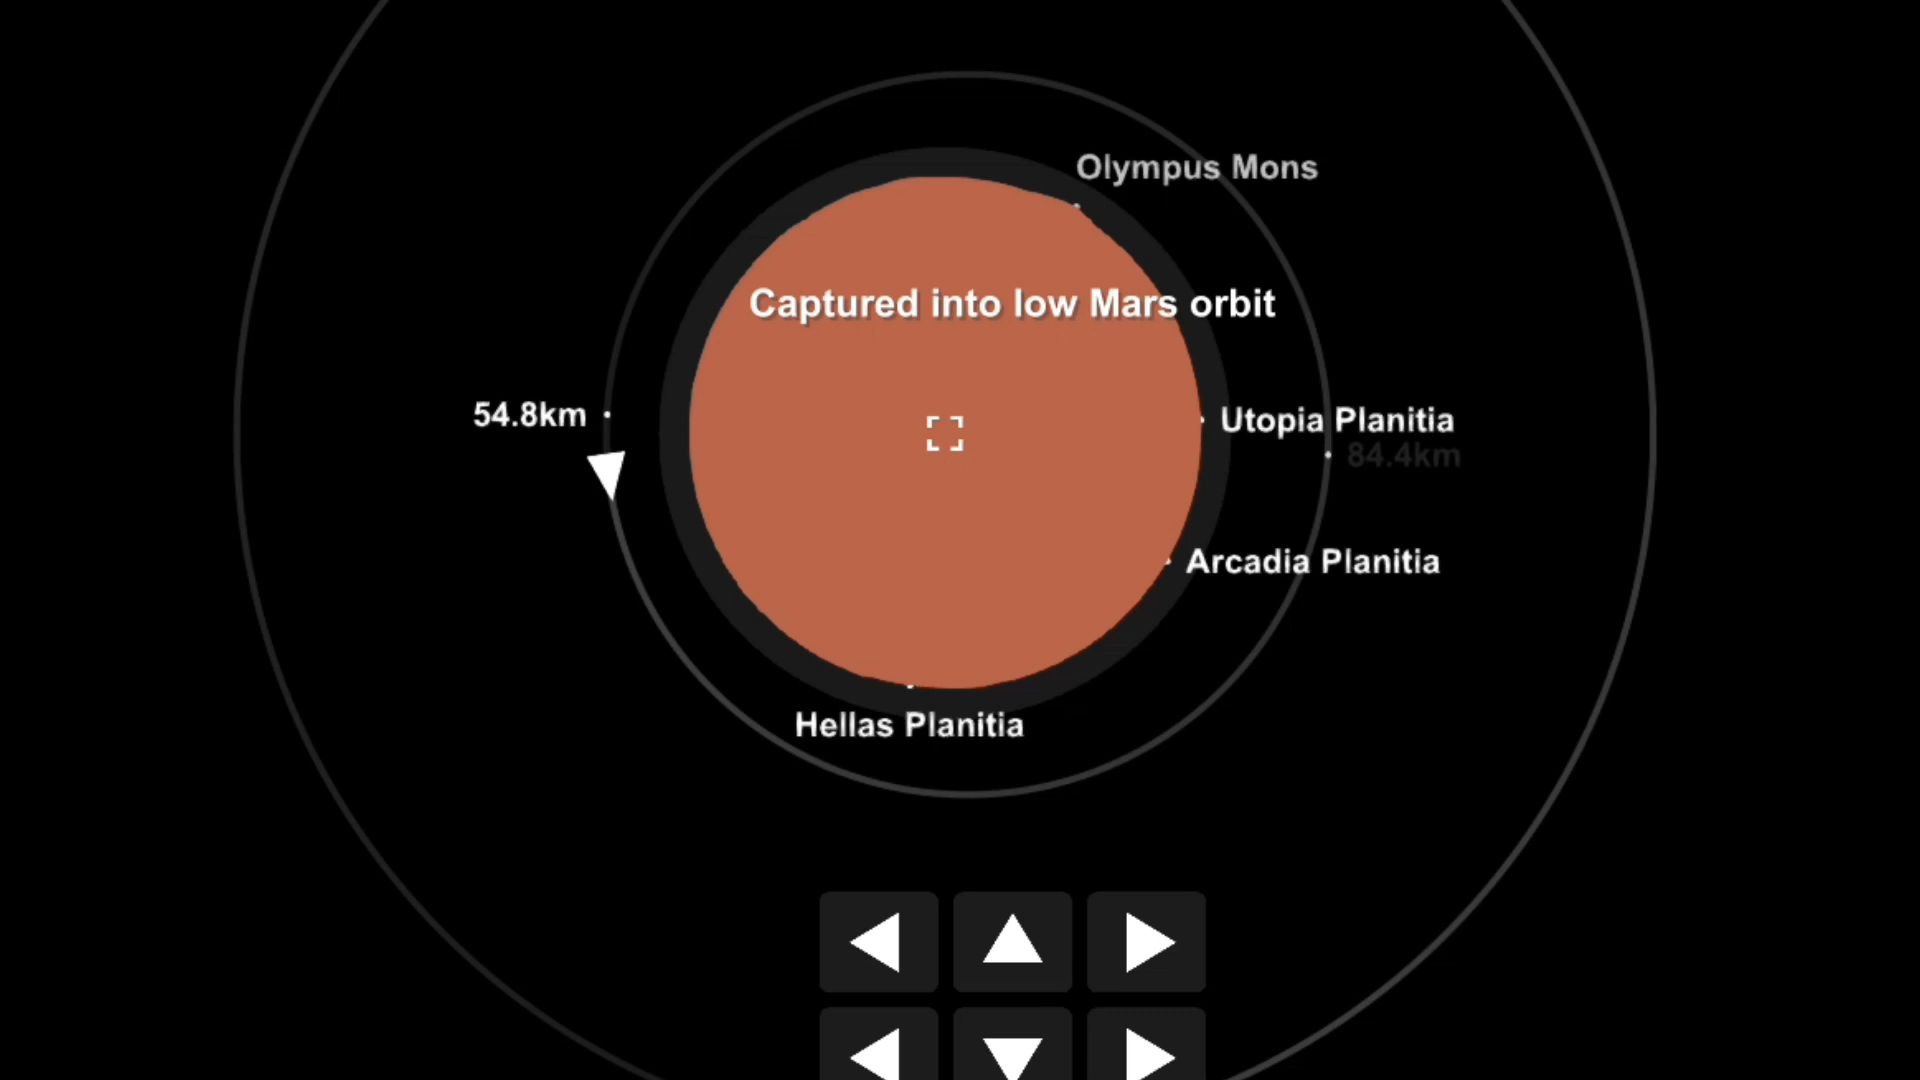 Olympus Mons
Captured into low Mars orbit
54.8km
Utopia Planitia
84.4km
Arcadia Planitia
Hellas Planitia